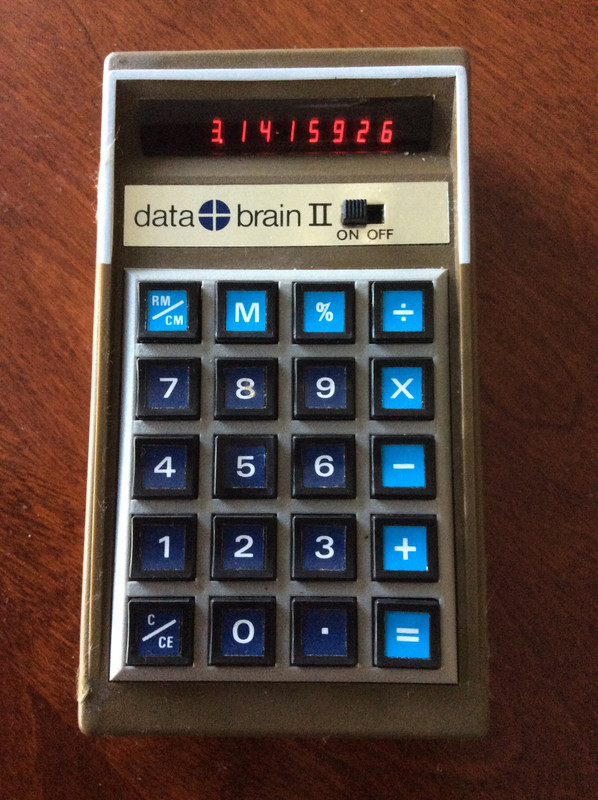 3.1415926
data brain II
ON OFF
RM/CM M % ÷
7 8 9 X
4 5 6 −
1 2 3 +
C/CE 0 . =